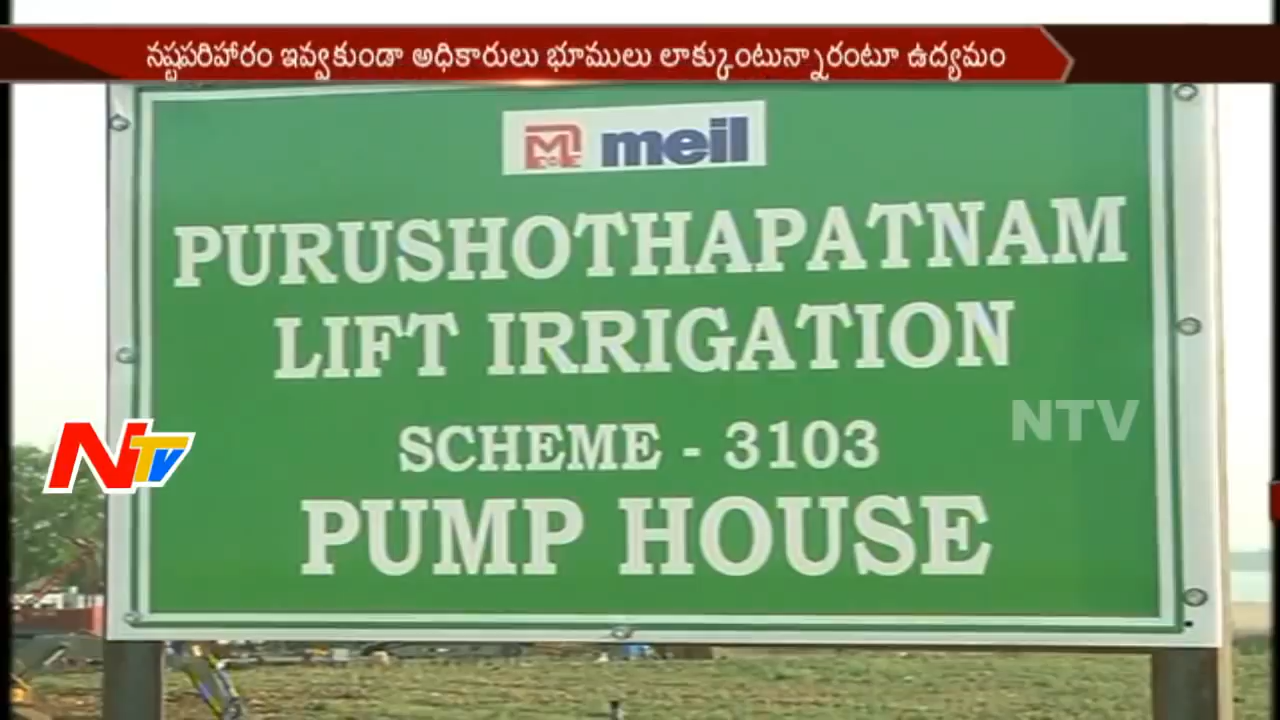 నష్టపరిహారం ఇవ్వకుండా అధికారులు భూములు లాక్కుంటున్నారంటూ ఉద్యమం
meil
PURUSHOTHAPATNAM
LIFT IRRIGATION
NTV
SCHEME - 3103
NTV
PUMP HOUSE